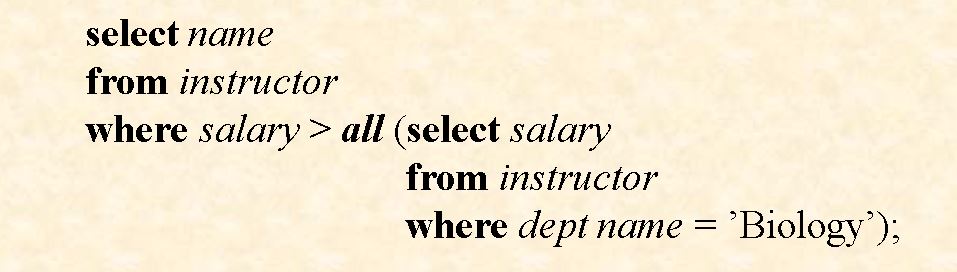 select name
from instructor
where salary > all (select salary
from instructor
where dept name = ’Biology’);